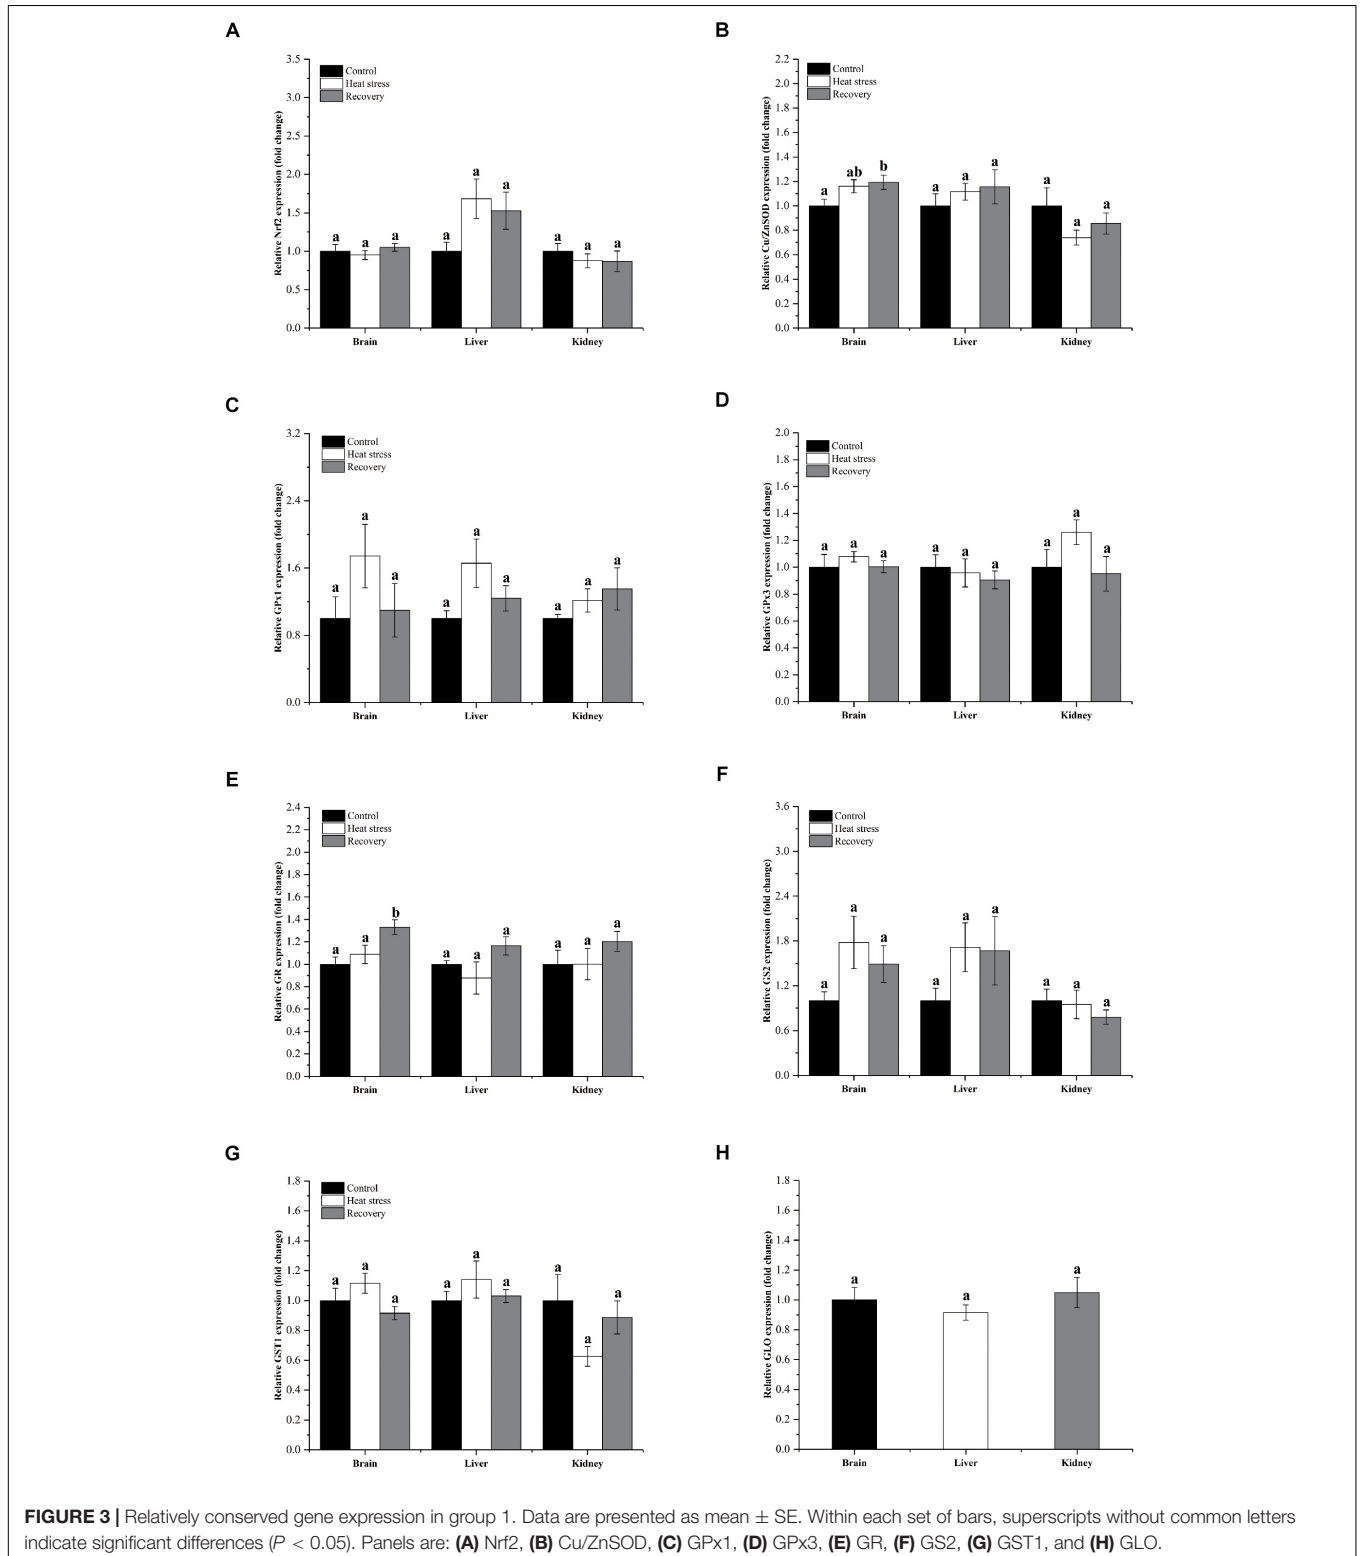 A
Relative Nrf2 expression (fold change)
3.5
3.0
2.5
2.0
1.5
1.0
0.5
0.0
Control
Heat stress
Recovery
a a a
a a a
a a a
Brain Liver Kidney
B
Relative Cu/ZnSOD expression (fold change)
2.2
2.0
1.8
1.6
1.4
1.2
1.0
0.8
0.6
0.4
0.2
0.0
Control
Heat stress
Recovery
a ab b
a a a
a a a
Brain Liver Kidney
C
Relative GPx1 expression (fold change)
3.2
2.4
1.6
0.8
0.0
Control
Heat stress
Recovery
a a a
a a a
a a a
Brain Liver Kidney
D
Relative GPx3 expression (fold change)
2.0
1.8
1.6
1.4
1.2
1.0
0.8
0.6
0.4
0.2
0.0
Control
Heat stress
Recovery
a a a
a a a
a a a
Brain Liver Kidney
E
Relative GR expression (fold change)
2.4
2.2
2.0
1.8
1.6
1.4
1.2
1.0
0.8
0.6
0.4
0.2
0.0
Control
Heat stress
Recovery
a a b
a a a
a a a
Brain Liver Kidney
F
Relative GS2 expression (fold change)
3.6
3.0
2.4
1.8
1.2
0.6
0.0
Control
Heat stress
Recovery
a a a
a a a
a a a
Brain Liver Kidney
G
Relative GST1 expression (fold change)
1.8
1.6
1.4
1.2
1.0
0.8
0.6
0.4
0.2
0.0
Control
Heat stress
Recovery
a a a
a a a
a a a
Brain Liver Kidney
H
Relative GLO expression (fold change)
1.8
1.6
1.4
1.2
1.0
0.8
0.6
0.4
0.2
0.0
a a a
Brain Liver Kidney
FIGURE 3 | Relatively conserved gene expression in group 1. Data are presented as mean ± SE. Within each set of bars, superscripts without common letters
indicate significant differences (P < 0.05). Panels are: (A) Nrf2, (B) Cu/ZnSOD, (C) GPx1, (D) GPx3, (E) GR, (F) GS2, (G) GST1, and (H) GLO.